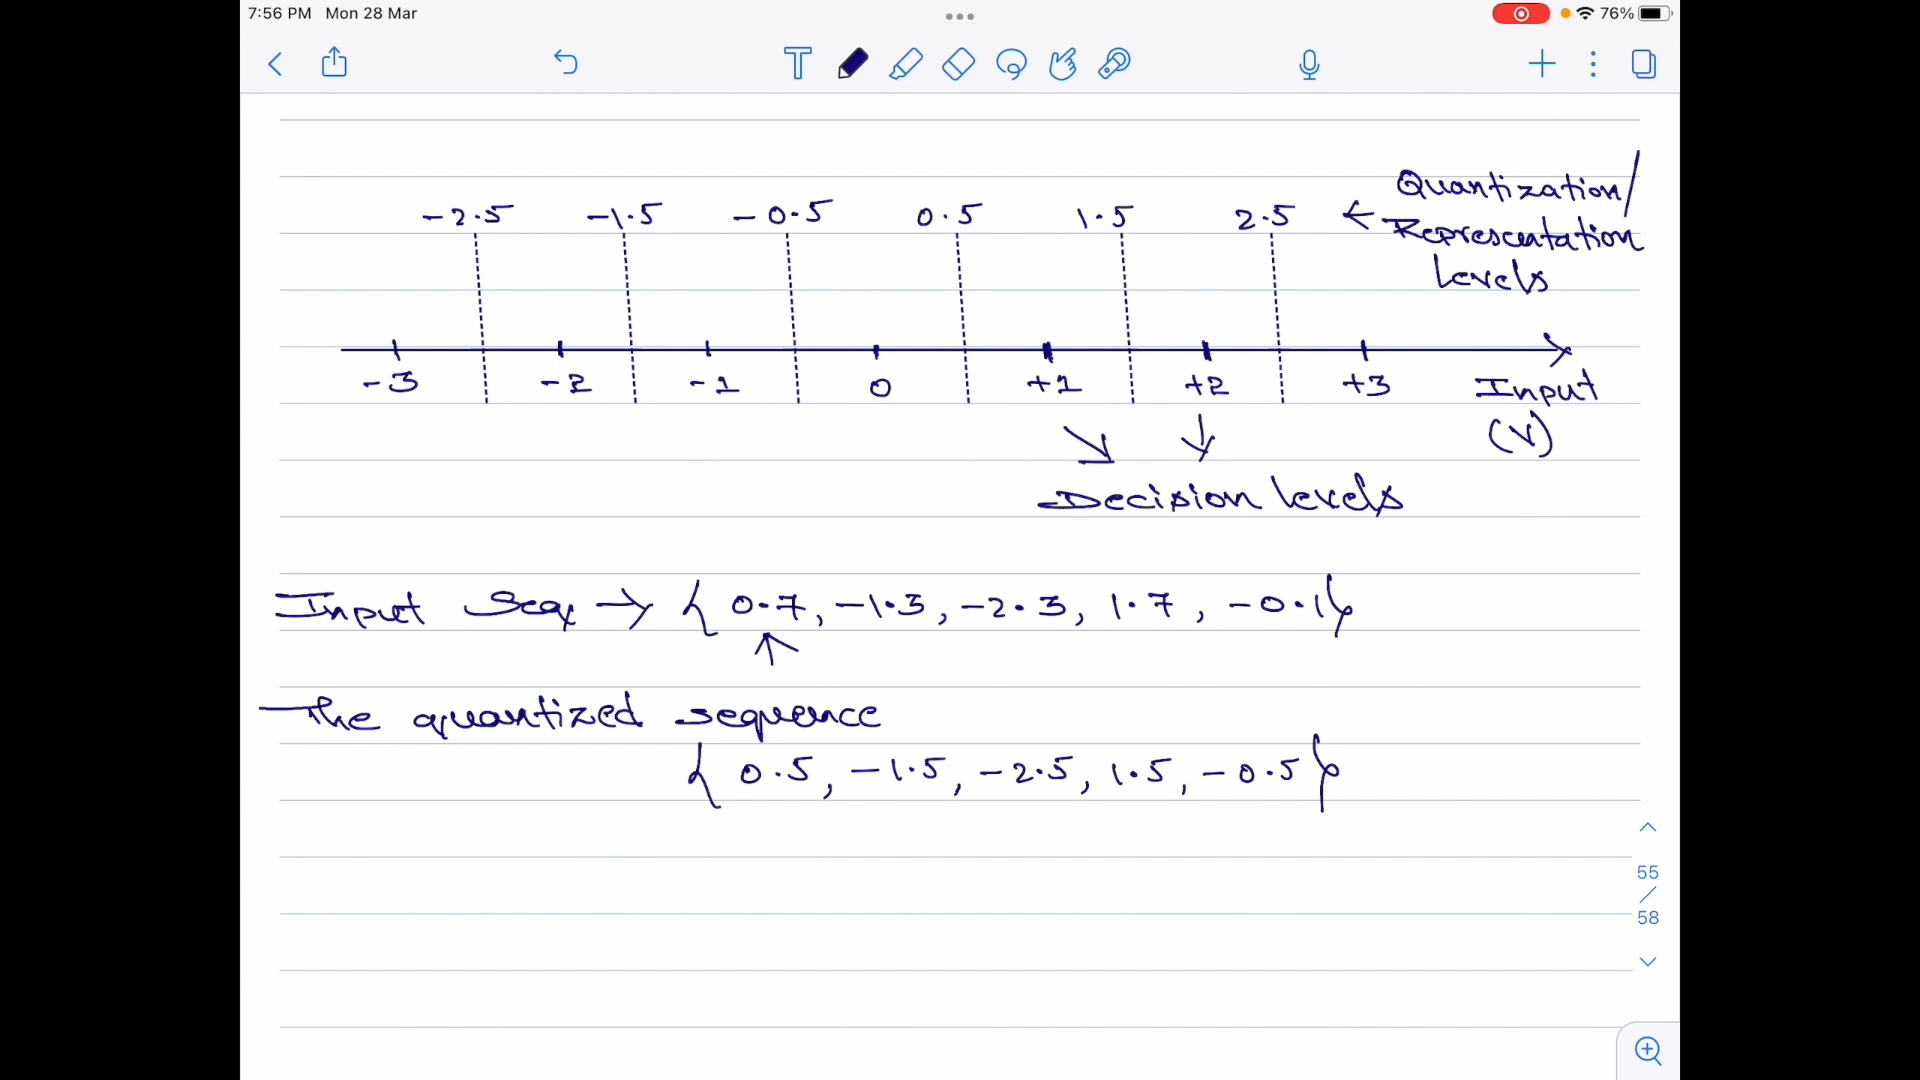 7:56 PM Mon 28 Mar
76%
T
Quantization/
-2.5 -1.5 -0.5 0.5 1.5 2.5 ← Representation
levels
-3 -2 -1 0 +1 +2 +3 Input
(V)
Decision levels
Input Seq → { 0.7, -1.3, -2.3, 1.7, -0.1}
The quantized sequence
{ 0.5, -1.5, -2.5, 1.5, -0.5}
55
/
58